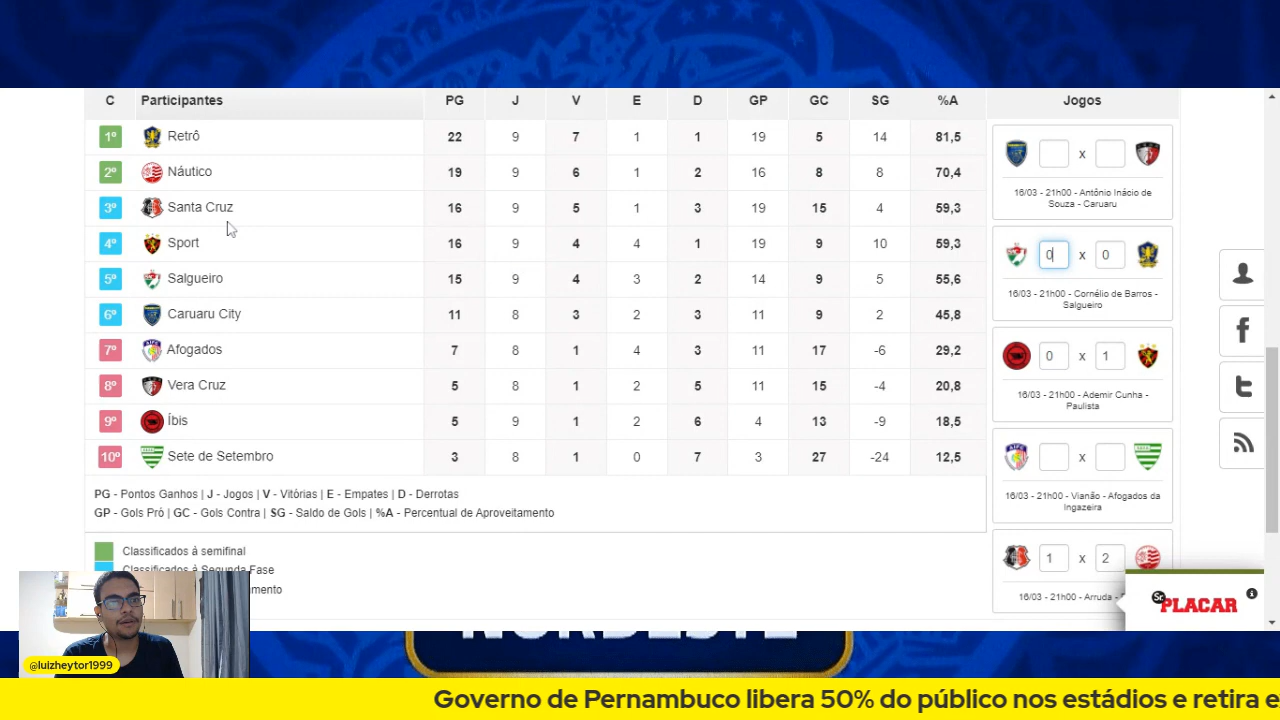 C Participantes PG J V E D GP GC SG %A Jogos
1º Retrô 22 9 7 1 1 19 5 14 81,5
2º Náutico 19 9 6 1 2 16 8 8 70,4
3º Santa Cruz 16 9 5 1 3 19 15 4 59,3
4º Sport 16 9 4 4 1 19 9 10 59,3
5º Salgueiro 15 9 4 3 2 14 9 5 55,6
6º Caruaru City 11 8 3 2 3 11 9 2 45,8
7º Afogados 7 8 1 4 3 11 17 -6 29,2
8º Vera Cruz 5 8 1 2 5 11 15 -4 20,8
9º Íbis 5 9 1 2 6 4 13 -9 18,5
10º Sete de Setembro 3 8 1 0 7 3 27 -24 12,5
PG - Pontos Ganhos | J - Jogos | V - Vitórias | E - Empates | D - Derrotas
GP - Gols Pró | GC - Gols Contra | SG - Saldo de Gols | %A - Percentual de Aproveitamento
Classificados à semifinal
Classificados à Segunda Fase
x
16/03 - 21h00 - Antônio Inácio de
Souza - Caruaru
0 x 0
16/03 - 21h00 - Cornélio de Barros -
Salgueiro
0 x 1
16/03 - 21h00 - Ademir Cunha -
Paulista
x
16/03 - 21h00 - Vianão - Afogados da
Ingazeira
1 x 2
16/03 - 21h00 - Arruda -
Sr. PLACAR
NORDESTE
@luizheytor1999
Governo de Pernambuco libera 50% do público nos estádios e retira e